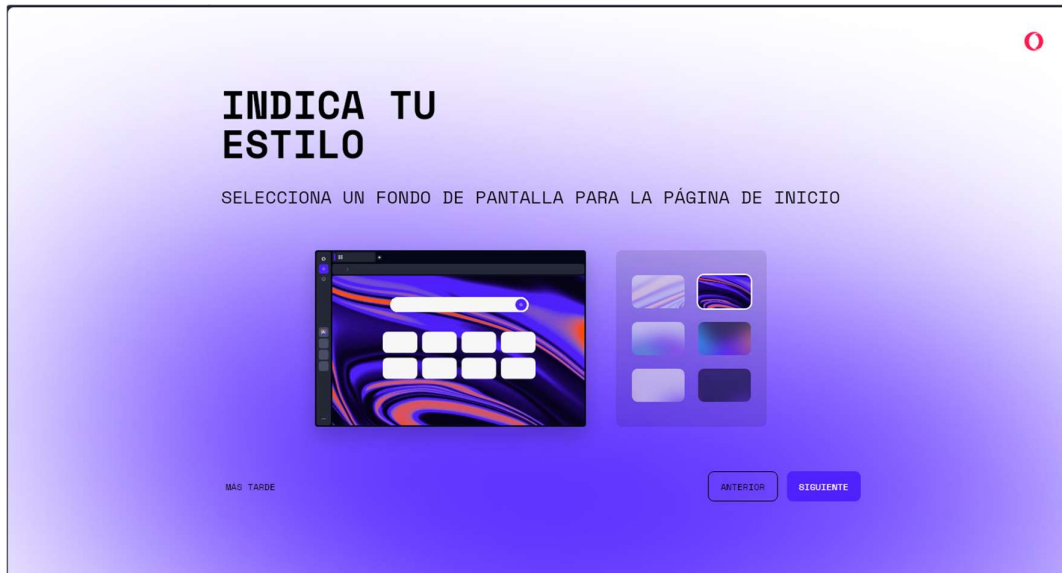 INDICA TU
ESTILO
SELECCIONA UN FONDO DE PANTALLA PARA LA PÁGINA DE INICIO
MÁS TARDE
ANTERIOR
SIGUIENTE